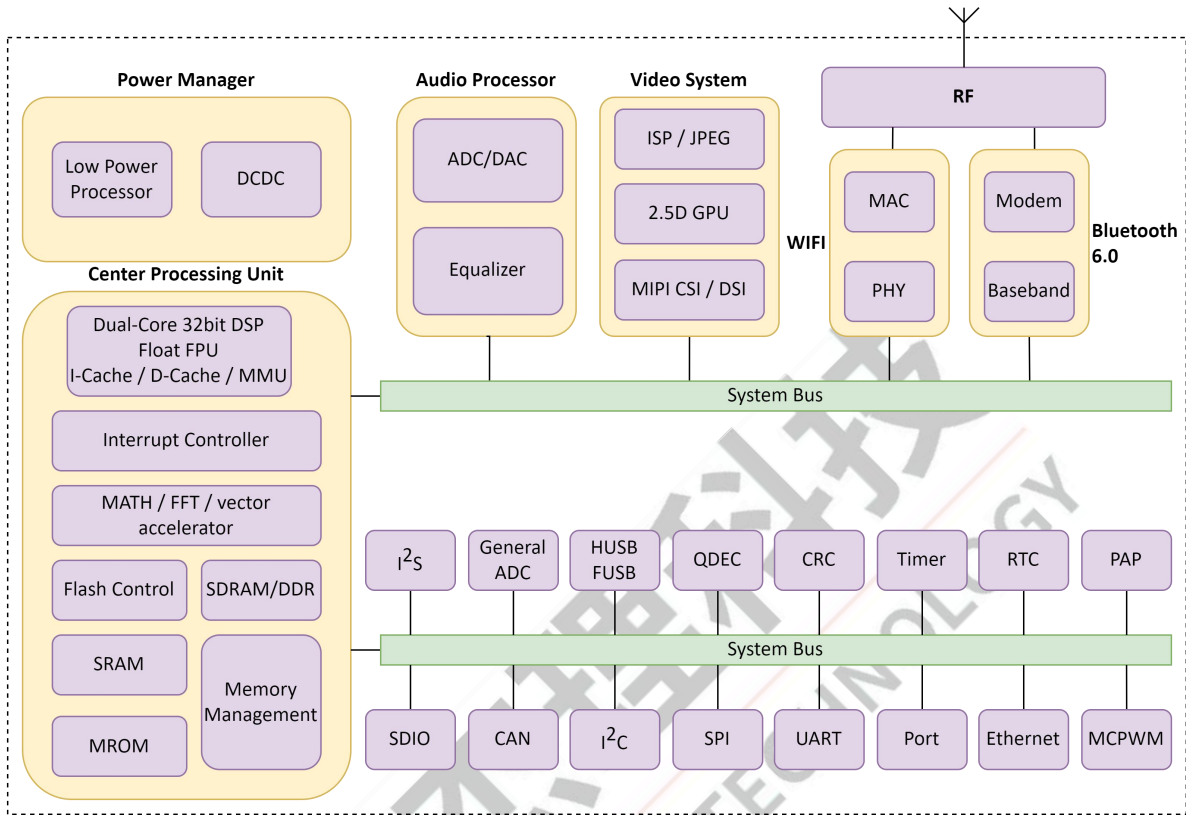 Power Manager
Low Power
Processor
DCDC
Audio Processor
ADC/DAC
Equalizer
Video System
ISP / JPEG
2.5D GPU
MIPI CSI / DSI
RF
WIFI
MAC
PHY
Modem
Baseband
Bluetooth
6.0
Center Processing Unit
Dual-Core 32bit DSP
Float FPU
I-Cache / D-Cache / MMU
Interrupt Controller
MATH / FFT / vector
accelerator
Flash Control
SDRAM/DDR
SRAM
Memory
Management
MROM
System Bus
I²S
General
ADC
HUSB
FUSB
QDEC
CRC
Timer
RTC
PAP
System Bus
SDIO
CAN
I²C
SPI
UART
Port
Ethernet
MCPWM
理科技
TECHNOLOGY